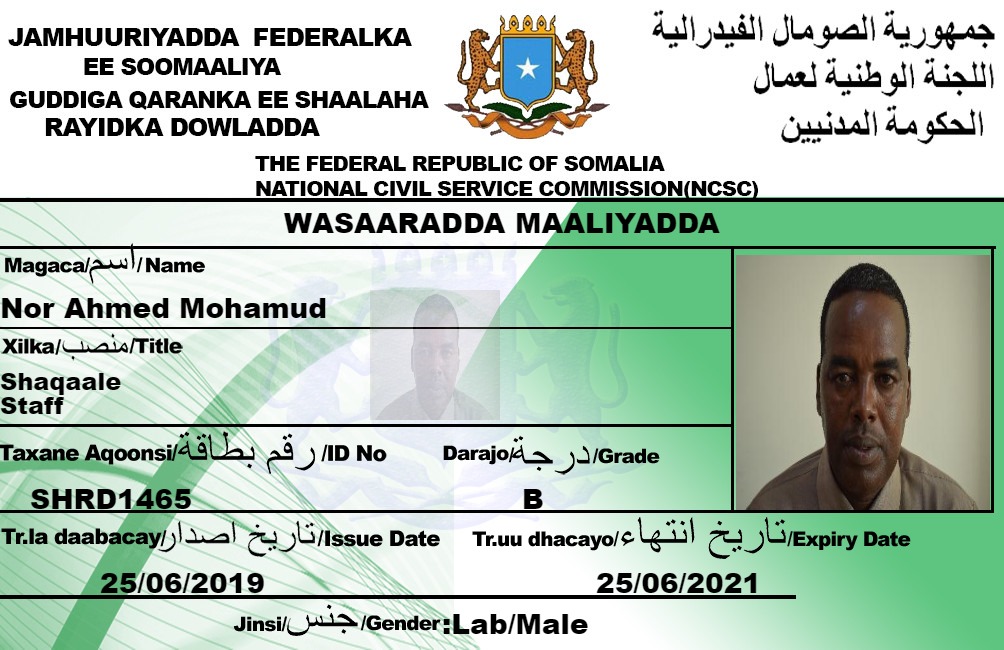 JAMHUURIYADDA FEDERALKA
EE SOOMAALIYA
GUDDIGA QARANKA EE SHAALAHA
RAYIDKA DOWLADDA
جمهورية الصومال الفيدرالية
اللجنة الوطنية لعمال
الحكومة المدنيين
THE FEDERAL REPUBLIC OF SOMALIA
NATIONAL CIVIL SERVICE COMMISSION(NCSC)
WASAARADDA MAALIYADDA
Magaca/اسم/Name
Nor Ahmed Mohamud
Xilka/منصب/Title
Shaqaale
Staff
Taxane Aqoonsi/رقم بطاقة/ID No
Darajo/درجة/Grade
SHRD1465
B
Tr.la daabacay/تاريخ اصدار/Issue Date
Tr.uu dhacayo/تاريخ انتهاء/Expiry Date
25/06/2019
25/06/2021
Jinsi/جنس/Gender:Lab/Male